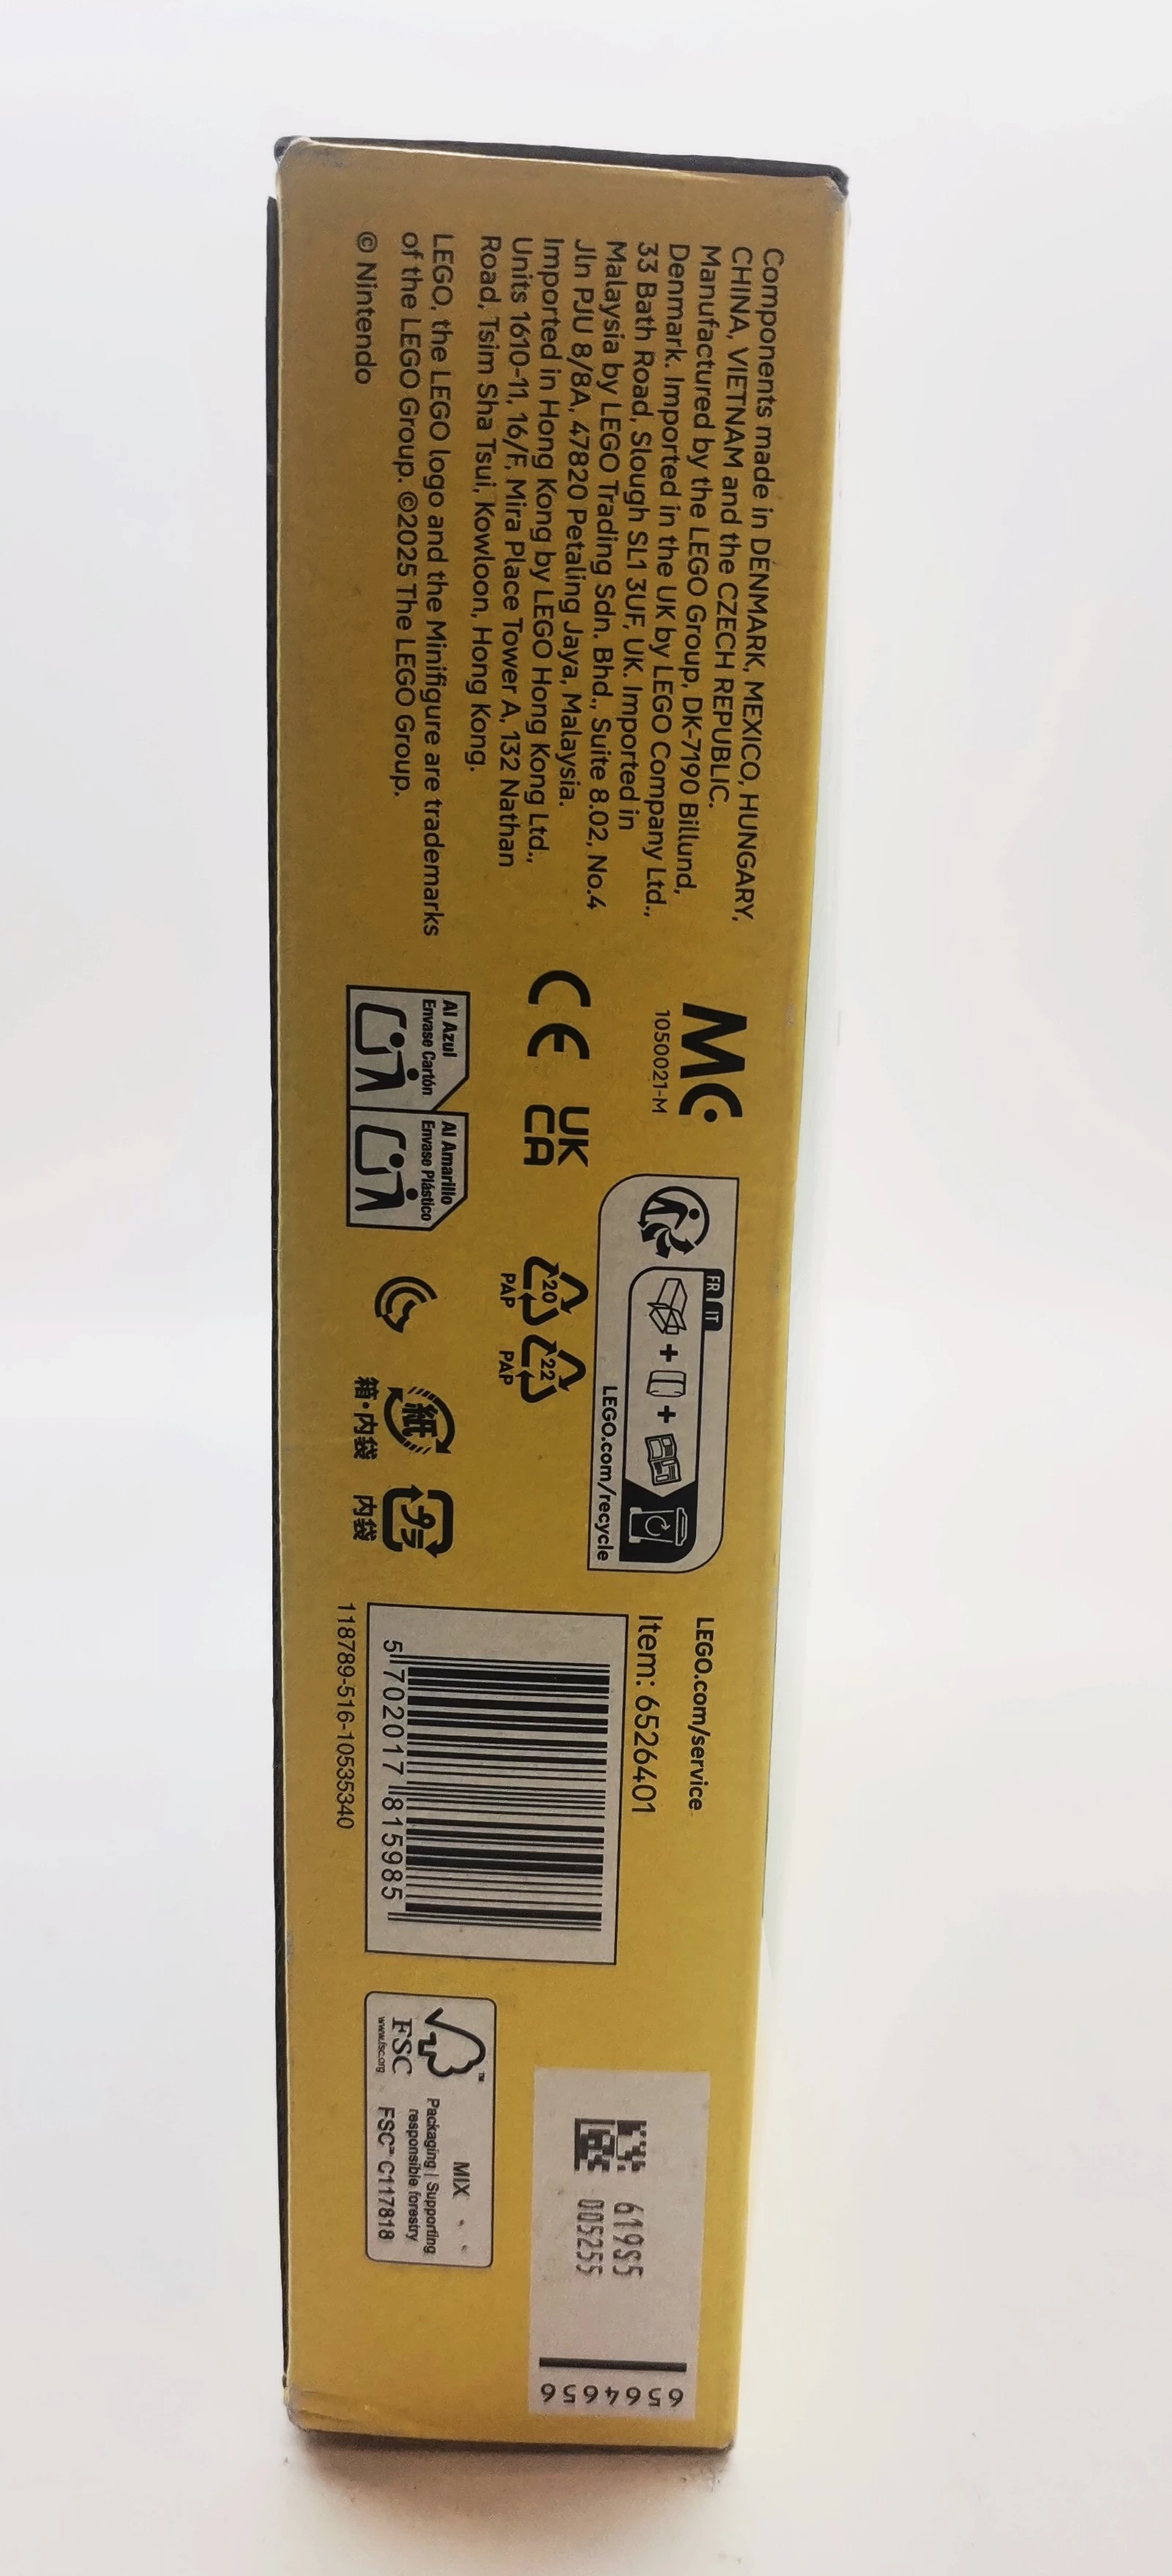 Components made in DENMARK, MEXICO, HUNGARY,
CHINA, VIETNAM and the CZECH REPUBLIC.
Manufactured by the LEGO Group, DK-7190 Billund,
Denmark. Imported in the UK by LEGO Company Ltd.,
33 Bath Road, Slough SL1 3UF, UK. Imported in
Malaysia by LEGO Trading Sdn. Bhd., Suite 8.02, No.4
Jln PJU 8/8A, 47820 Petaling Jaya, Malaysia.
Imported in Hong Kong by LEGO Hong Kong Ltd.,
Units 1610-11, 16/F, Mira Place Tower A, 132 Nathan
Road, Tsim Sha Tsui, Kowloon, Hong Kong.
LEGO, the LEGO logo and the Minifigure are trademarks
of the LEGO Group. ©2025 The LEGO Group.
© Nintendo
MC
1050021-M
CE
UK
CA
Al Azul
Envase Cartón
Al Amarillo
Envase Plástico
FR IT
+ +
LEGO.com/recycle
20 22
PAP PAP
紙 プラ
箱・内袋 内袋
LEGO.com/service
Item: 6526401
5 702017 815985
118789-516-10535340
FSC™
www.fsc.org
MIX
Packaging | Supporting
responsible forestry
FSC™ C117818
619S5
005255
6564656